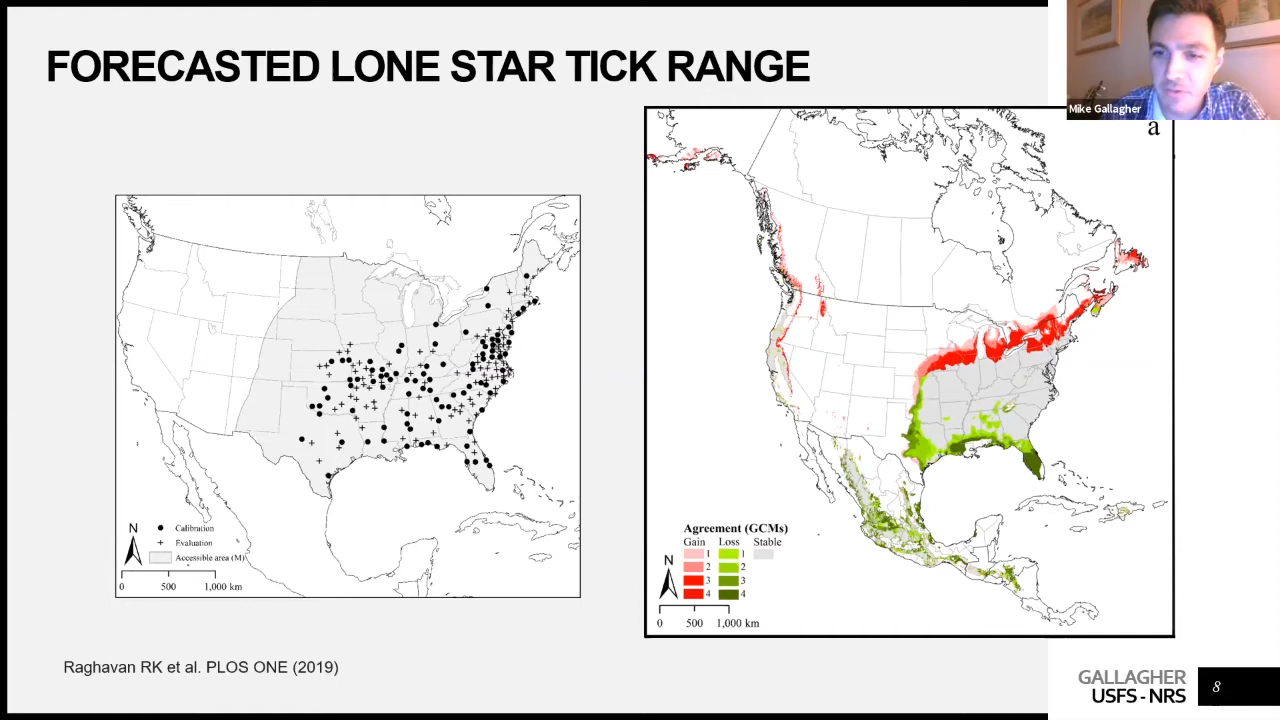 FORECASTED LONE STAR TICK RANGE
Mike Gallagher
a
N
Calibration
Evaluation
Accessible area (M)
0 500 1,000 km
Agreement (GCMs)
Gain Loss Stable
1 1
2 2
3 3
4 4
N
0 500 1,000 km
Raghavan RK et al. PLOS ONE (2019)
GALLAGHER
USFS - NRS
8